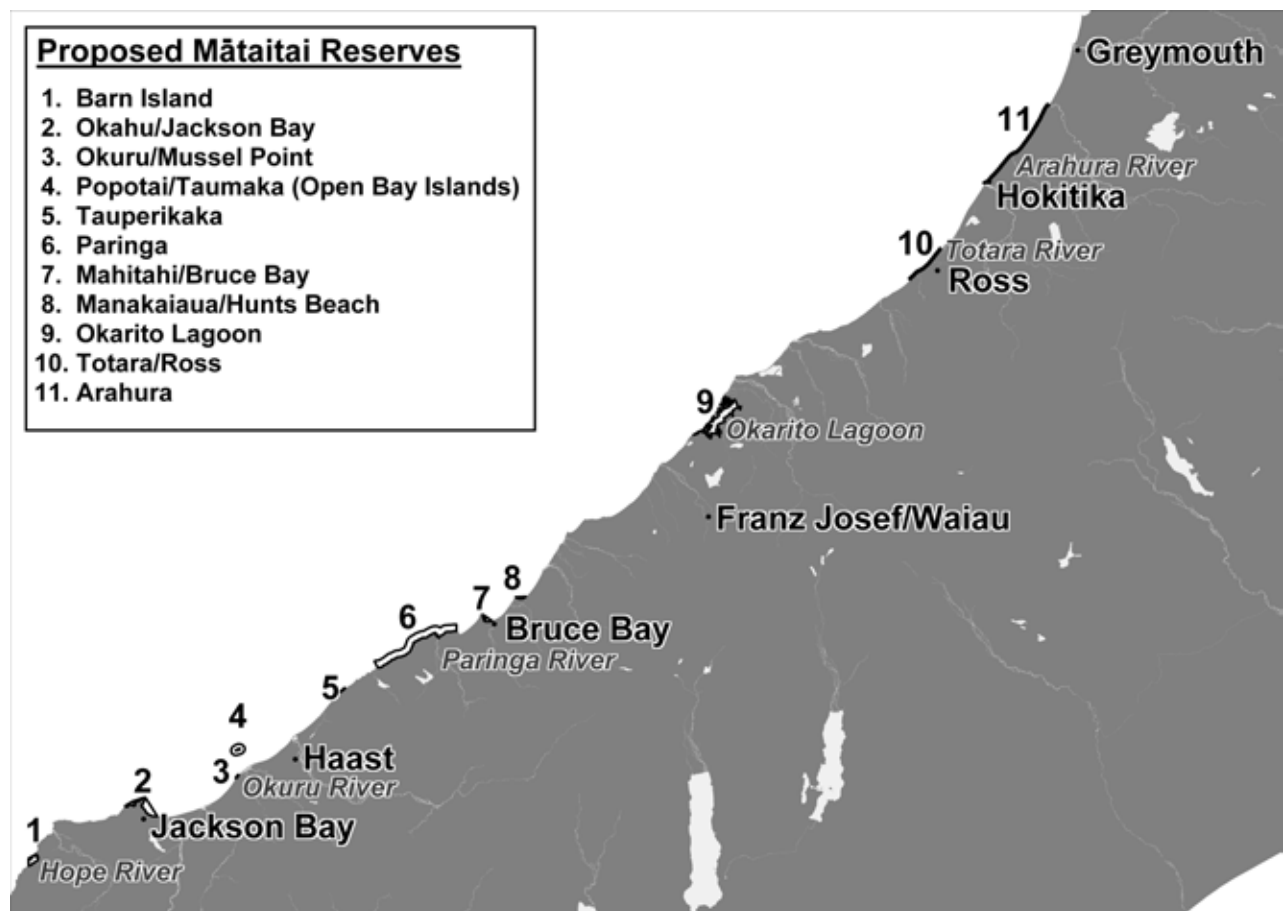 Proposed Mātaitai Reserves
1. Barn Island
2. Okahu/Jackson Bay
3. Okuru/Mussel Point
4. Popotai/Taumaka (Open Bay Islands)
5. Tauperikaka
6. Paringa
7. Mahitahi/Bruce Bay
8. Manakaiaua/Hunts Beach
9. Okarito Lagoon
10. Totara/Ross
11. Arahura
Greymouth
11
Arahura River
Hokitika
10
Totara River
Ross
9
Okarito Lagoon
Franz Josef/Waiau
8
7
Bruce Bay
6
Paringa River
5
4
Haast
3
Okuru River
2
Jackson Bay
1
Hope River